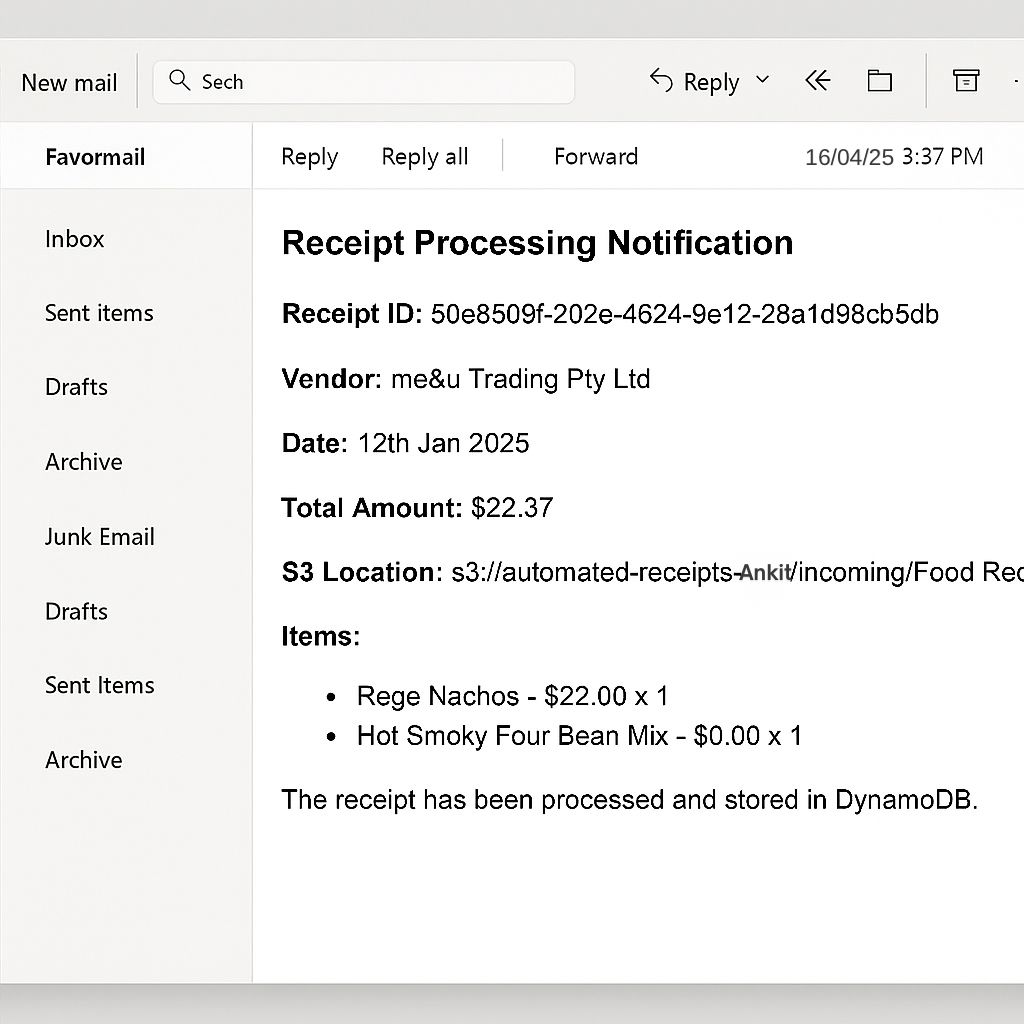 New mail
Sech
Reply
Favormail
Reply Reply all Forward 16/04/25 3:37 PM
Inbox
Sent items
Drafts
Archive
Junk Email
Drafts
Sent Items
Archive
Receipt Processing Notification
Receipt ID: 50e8509f-202e-4624-9e12-28a1d98cb5db
Vendor: me&u Trading Pty Ltd
Date: 12th Jan 2025
Total Amount: $22.37
S3 Location: s3://automated-receipts-Ankit/incoming/Food Rec
Items:
• Rege Nachos - $22.00 x 1
• Hot Smoky Four Bean Mix - $0.00 x 1
The receipt has been processed and stored in DynamoDB.